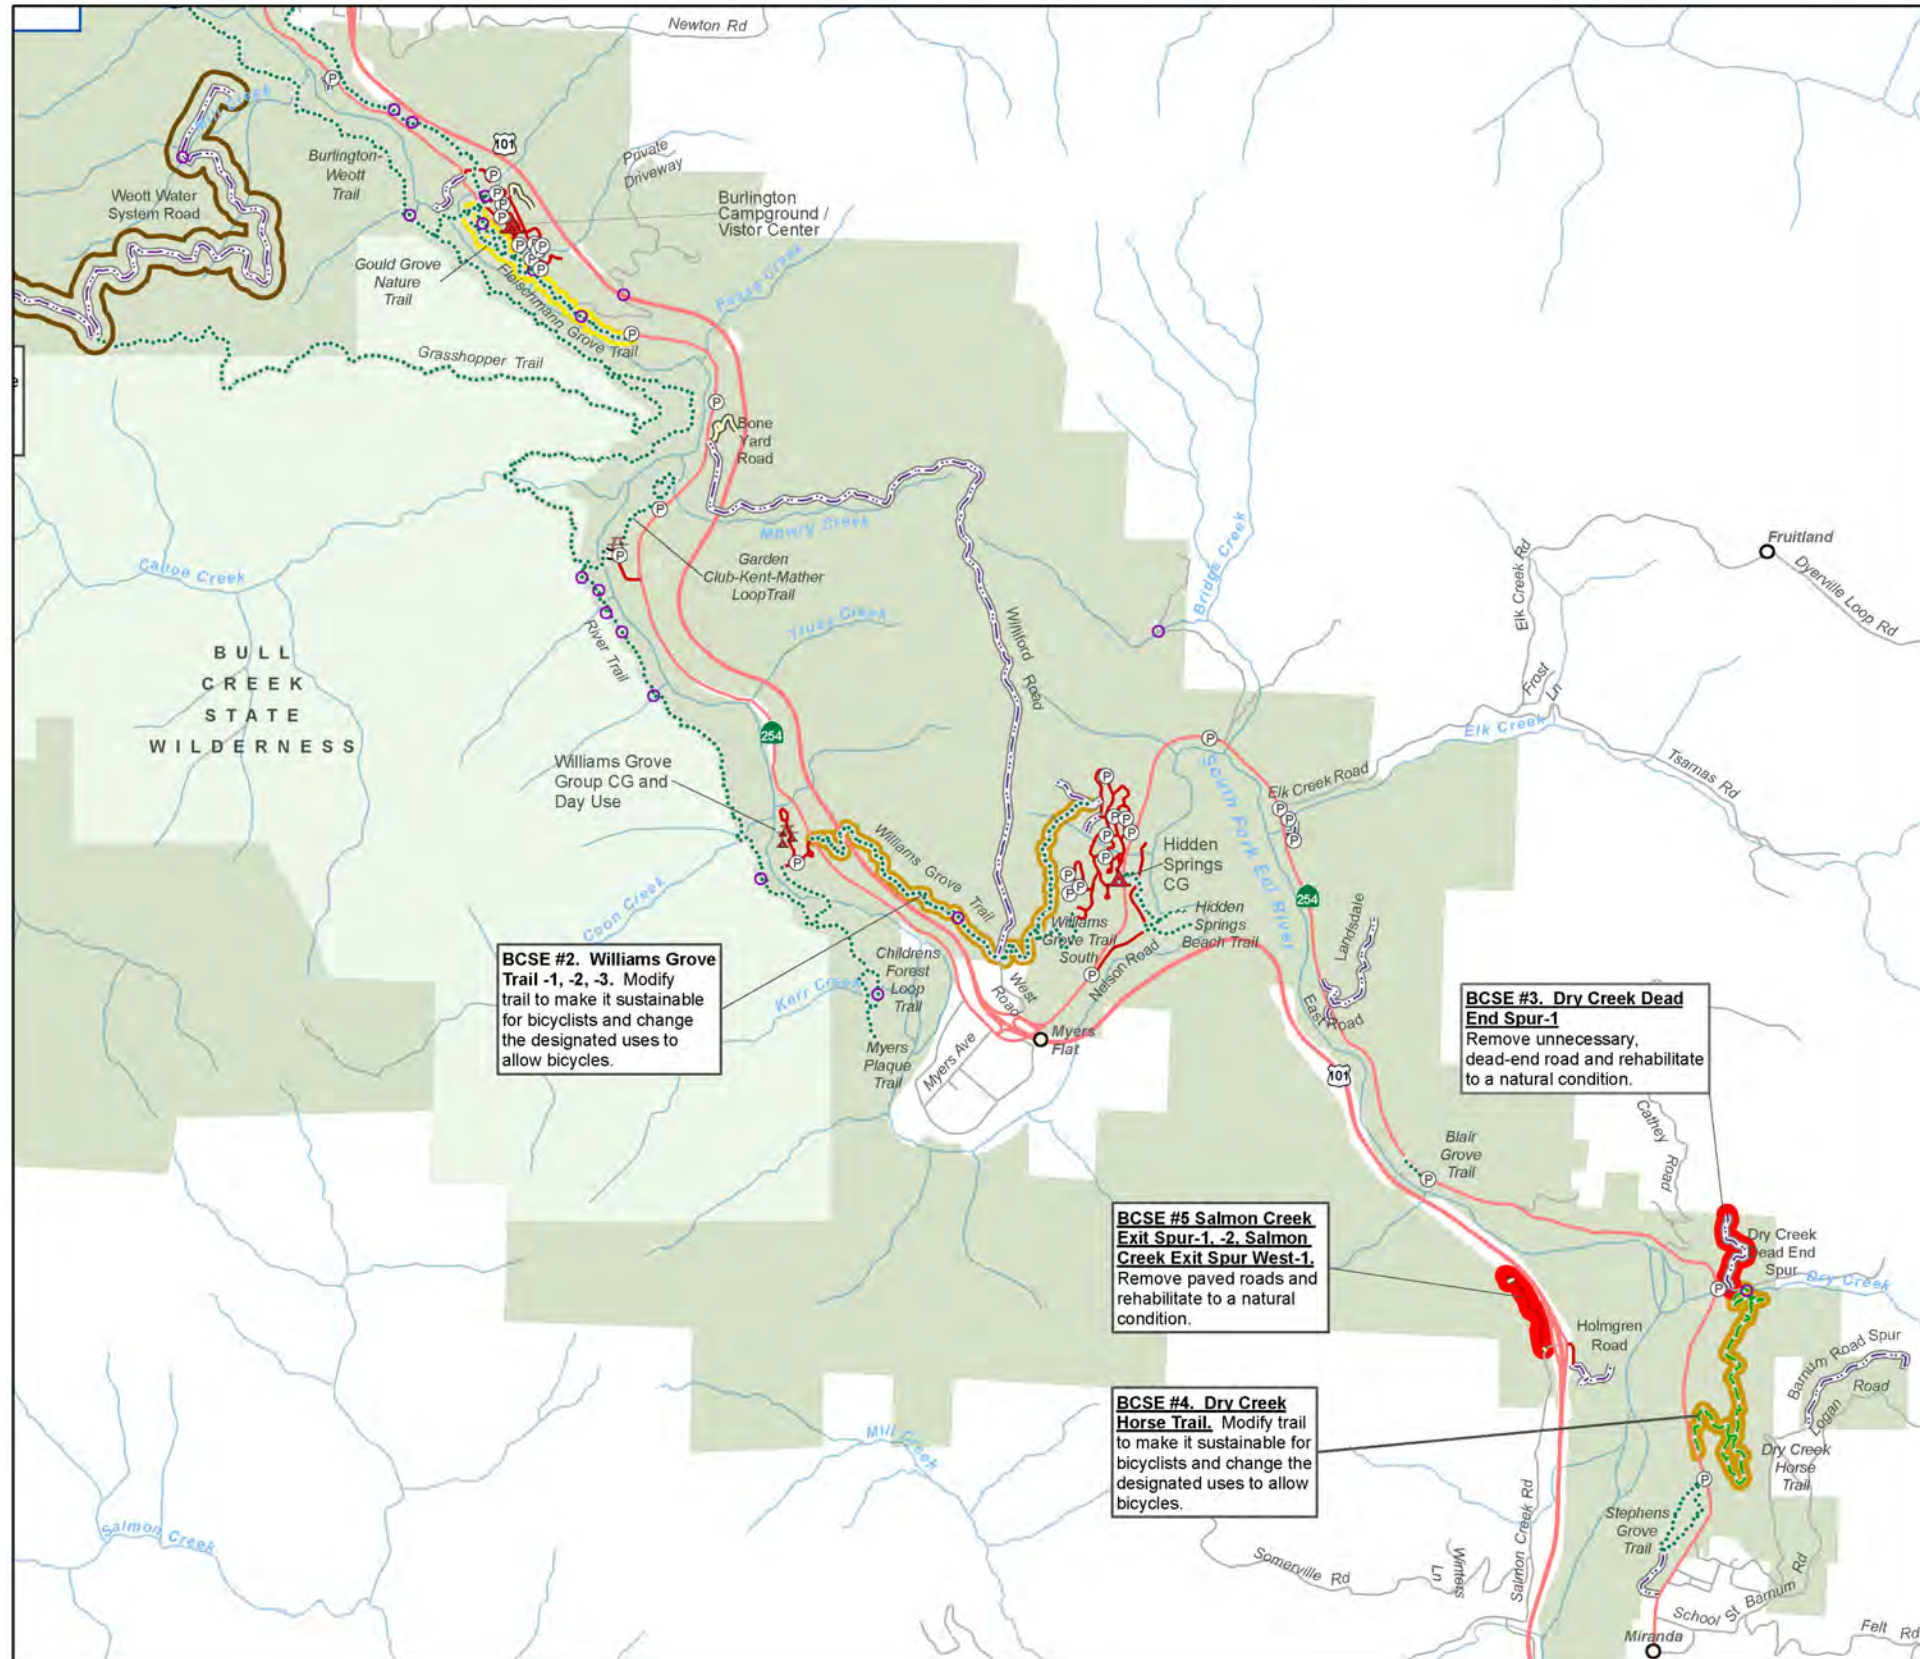 Newton Rd
101
Private
Driveway
Burlington-
Weott
Trail
Weott Water
System Road
Burlington
Campground /
Vistor Center
Gould Grove
Nature
Trail
Fleischmann Grove Trail
Grasshopper Trail
Bone
Yard
Road
Mowry Creek
Garden
Club-Kent-Mather
LoopTrail
Canoe Creek
River Trail
BULL
CREEK
STATE
WILDERNESS
Williford Road
Bridge Creek
Elk Creek Rd
Fruitland
Dyerville Loop Rd
Frost
Ln
Elk Creek
Tsarnas Rd
254
Williams Grove
Group CG and
Day Use
Williams Grove
Trail
Elk Creek Road
South Fork Eel River
Hidden
Springs
CG
Hidden
Springs
Beach Trail
Williams
Grove Trail
South
Nelson Road
254
Landsdale
East Road
Coon Creek
Kerr Creek
Childrens
Forest
Loop
Trail
West
Road
Myers
Flat
Myers Ave
Myers
Plaque
Trail
BCSE #2. Williams Grove
Trail -1, -2, -3. Modify
trail to make it sustainable
for bicyclists and change
the designated uses to
allow bicycles.
BCSE #3. Dry Creek Dead
End Spur-1
Remove unnecessary,
dead-end road and rehabilitate
to a natural condition.
101
Cathey
Road
Blair
Grove
Trail
BCSE #5 Salmon Creek
Exit Spur-1, -2, Salmon
Creek Exit Spur West-1.
Remove paved roads and
rehabilitate to a natural
condition.
Dry Creek
Dead End
Spur
Dry Creek
Holmgren
Road
Barnum Road Spur
Logan
Road
BCSE #4. Dry Creek
Horse Trail. Modify trail
to make it sustainable for
bicyclists and change the
designated uses to allow
bicycles.
Dry Creek
Horse
Trail
Mill Creek
Salmon Creek
Salmon Creek Rd
Somerville Rd
Winters
Ln
Stephens
Grove
Trail
School St
Barnum Rd
Felt Rd
Miranda